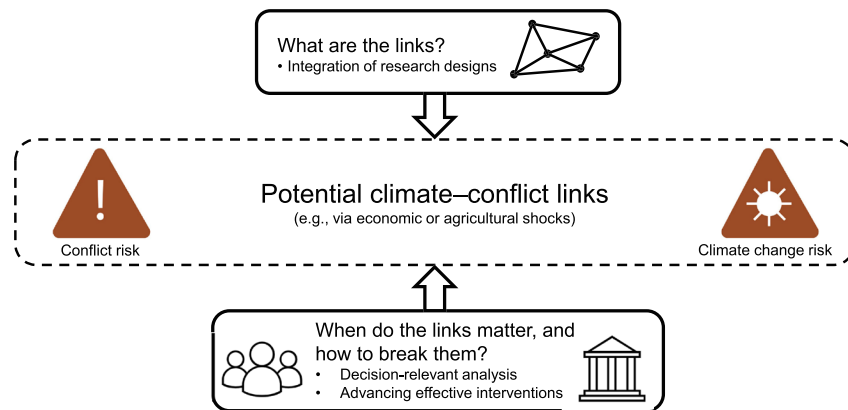 What are the links?
• Integration of research designs
!
Potential climate–conflict links
(e.g., via economic or agricultural shocks)
Conflict risk
Climate change risk
When do the links matter, and
how to break them?
• Decision-relevant analysis
• Advancing effective interventions